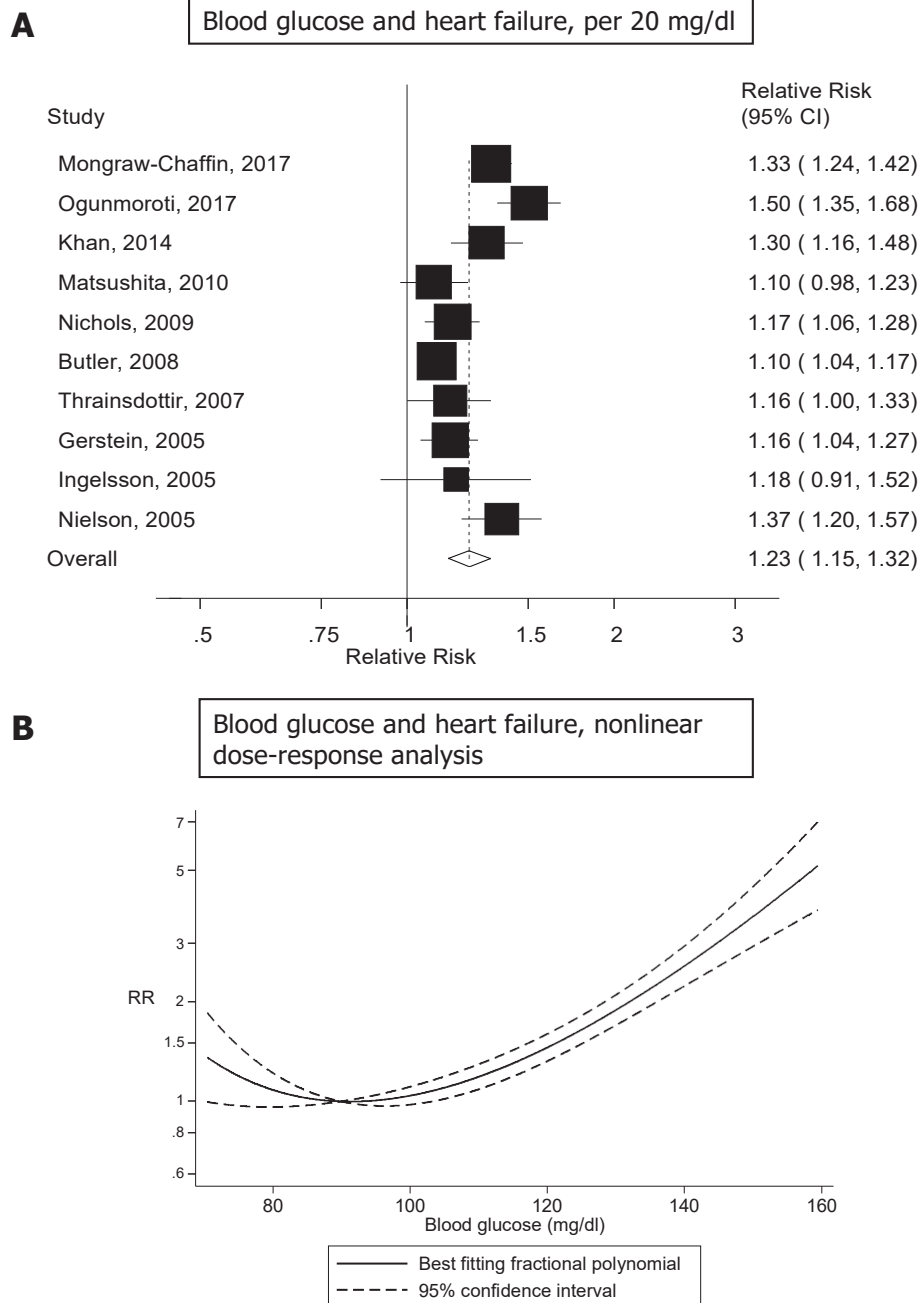 A
Blood glucose and heart failure, per 20 mg/dl
Study
Relative Risk
(95% CI)
Mongraw-Chaffin, 2017 1.33 ( 1.24, 1.42)
Ogunmoroti, 2017 1.50 ( 1.35, 1.68)
Khan, 2014 1.30 ( 1.16, 1.48)
Matsushita, 2010 1.10 ( 0.98, 1.23)
Nichols, 2009 1.17 ( 1.06, 1.28)
Butler, 2008 1.10 ( 1.04, 1.17)
Thrainsdottir, 2007 1.16 ( 1.00, 1.33)
Gerstein, 2005 1.16 ( 1.04, 1.27)
Ingelsson, 2005 1.18 ( 0.91, 1.52)
Nielson, 2005 1.37 ( 1.20, 1.57)
Overall 1.23 ( 1.15, 1.32)
.5 .75 1 1.5 2 3
Relative Risk
B
Blood glucose and heart failure, nonlinear
dose-response analysis
7
5
3
2
1.5
1
.8
.6
RR
80 100 120 140 160
Blood glucose (mg/dl)
Best fitting fractional polynomial
95% confidence interval